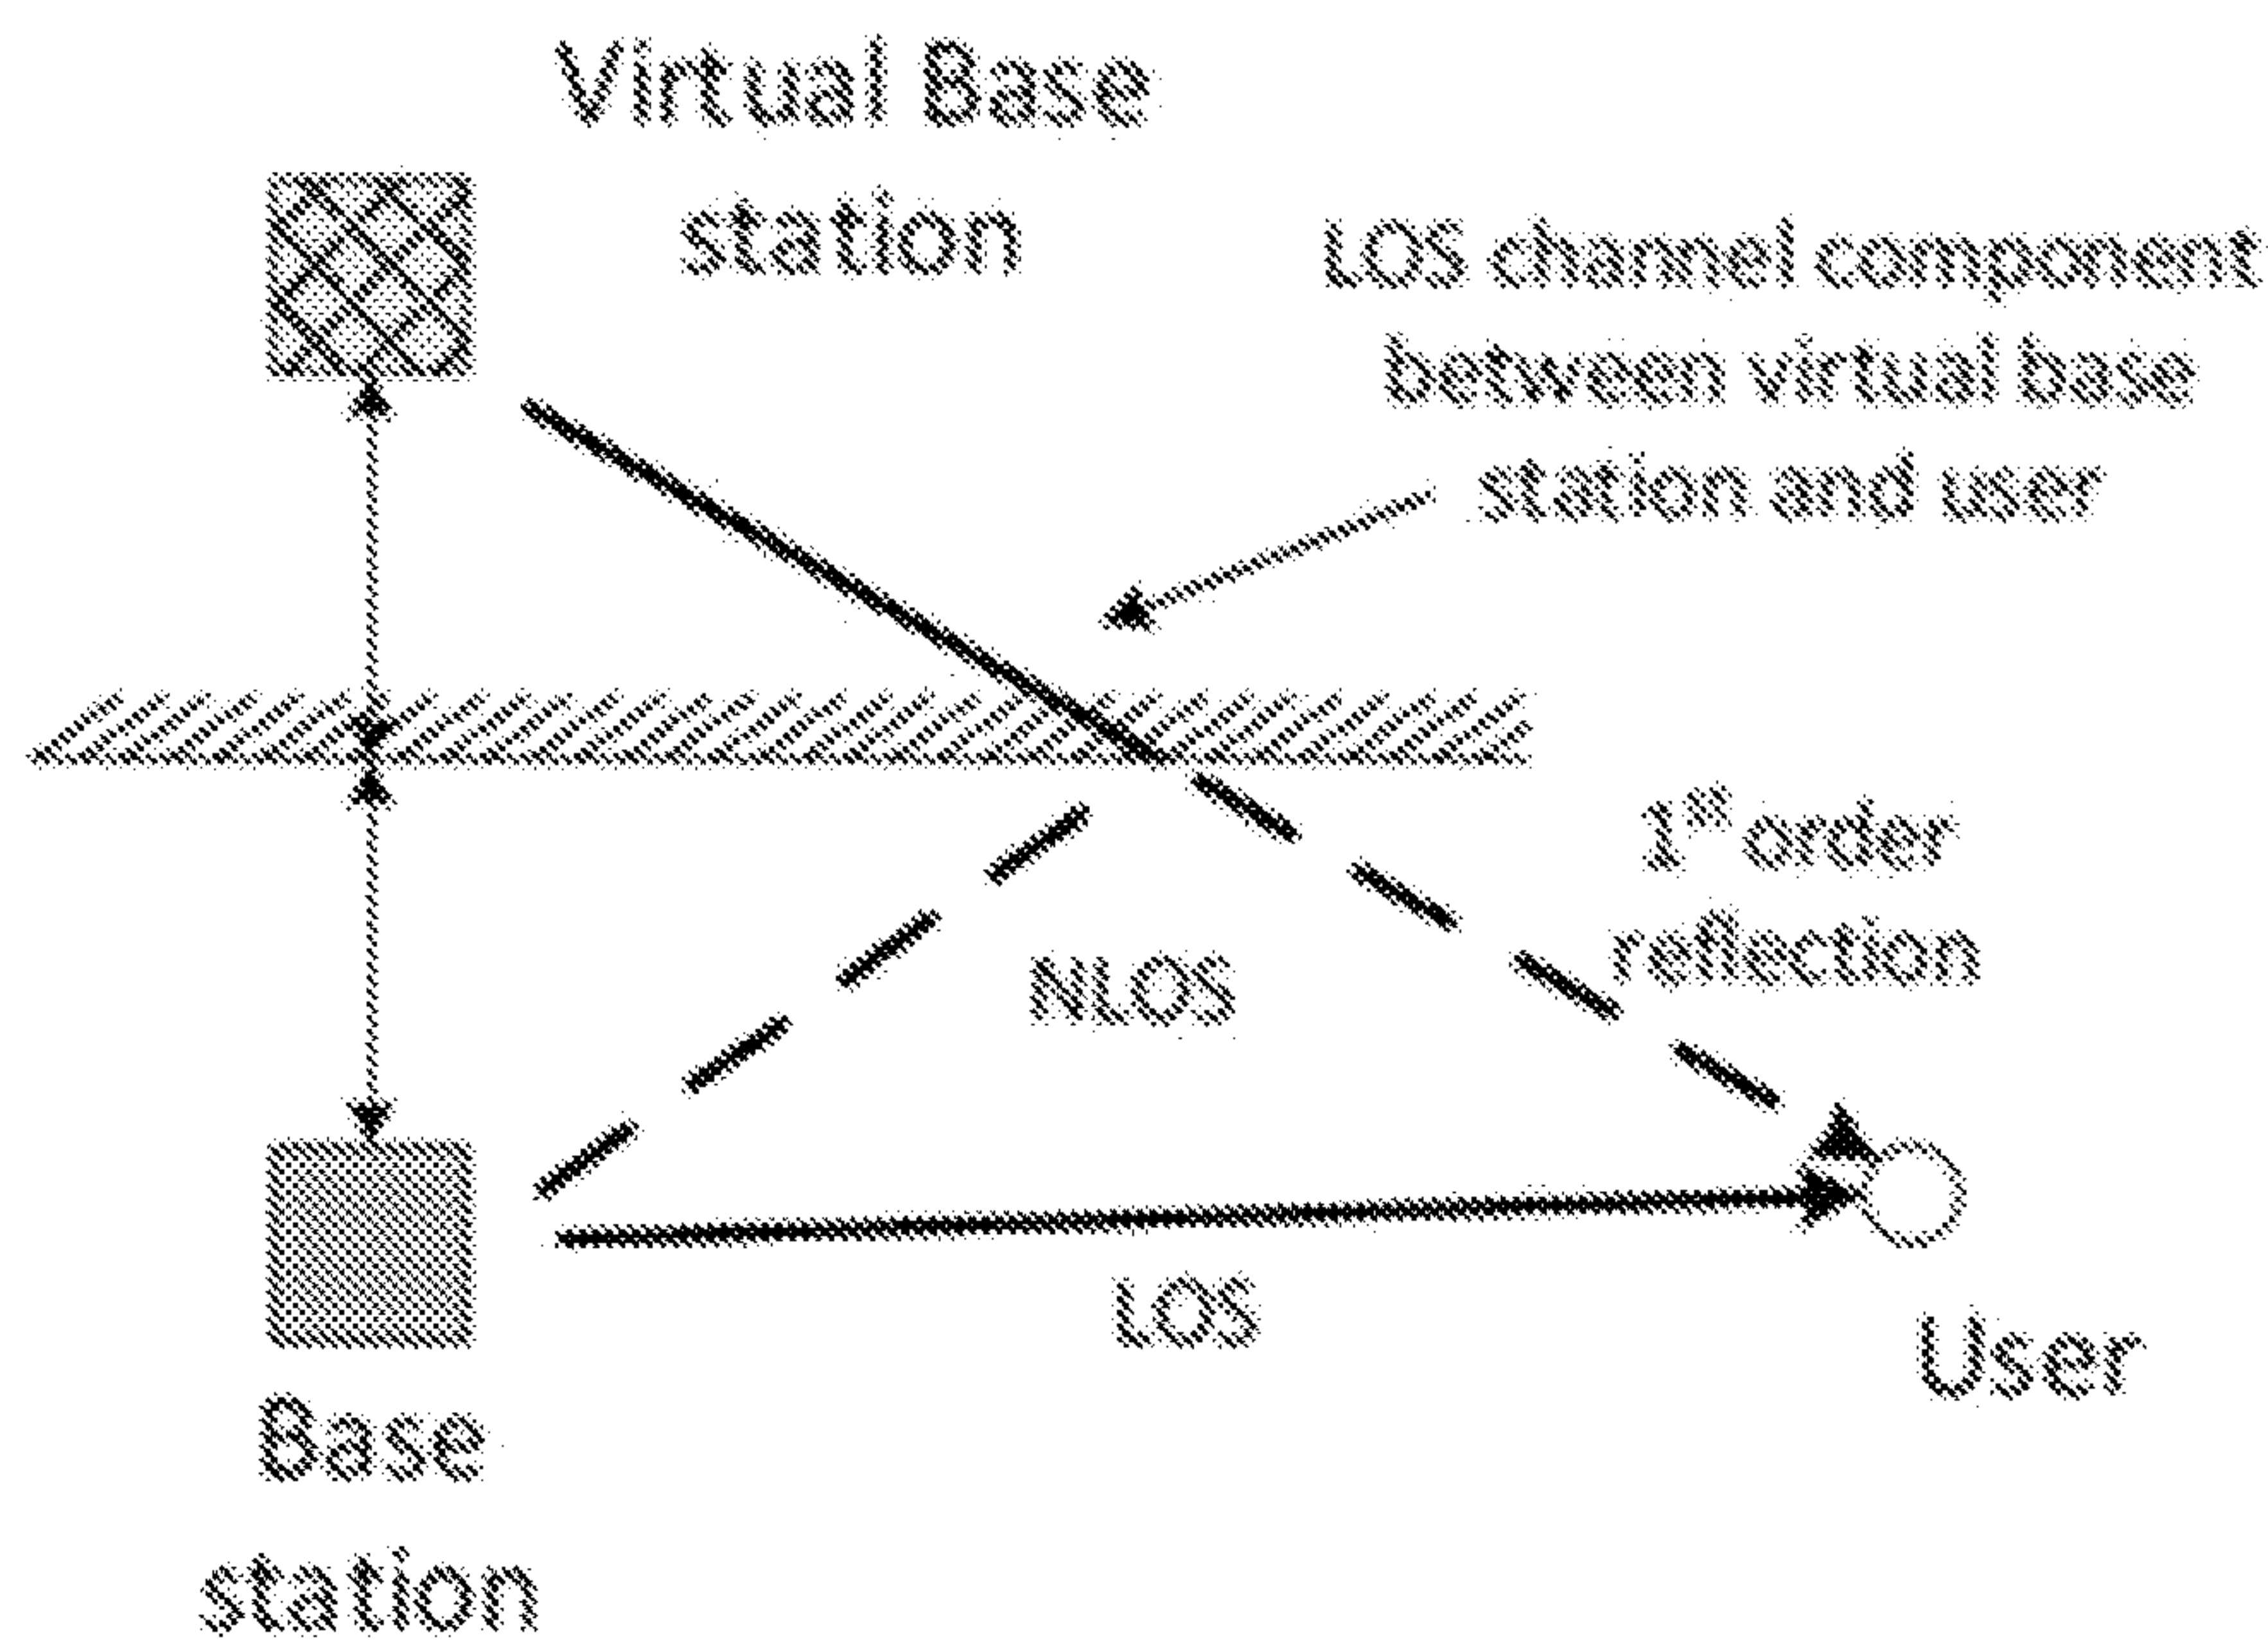 Virtual Base
station
LOS channel component
between virtual base
station and user
1st order
reflection
NLOS
LOS
User
Base
station